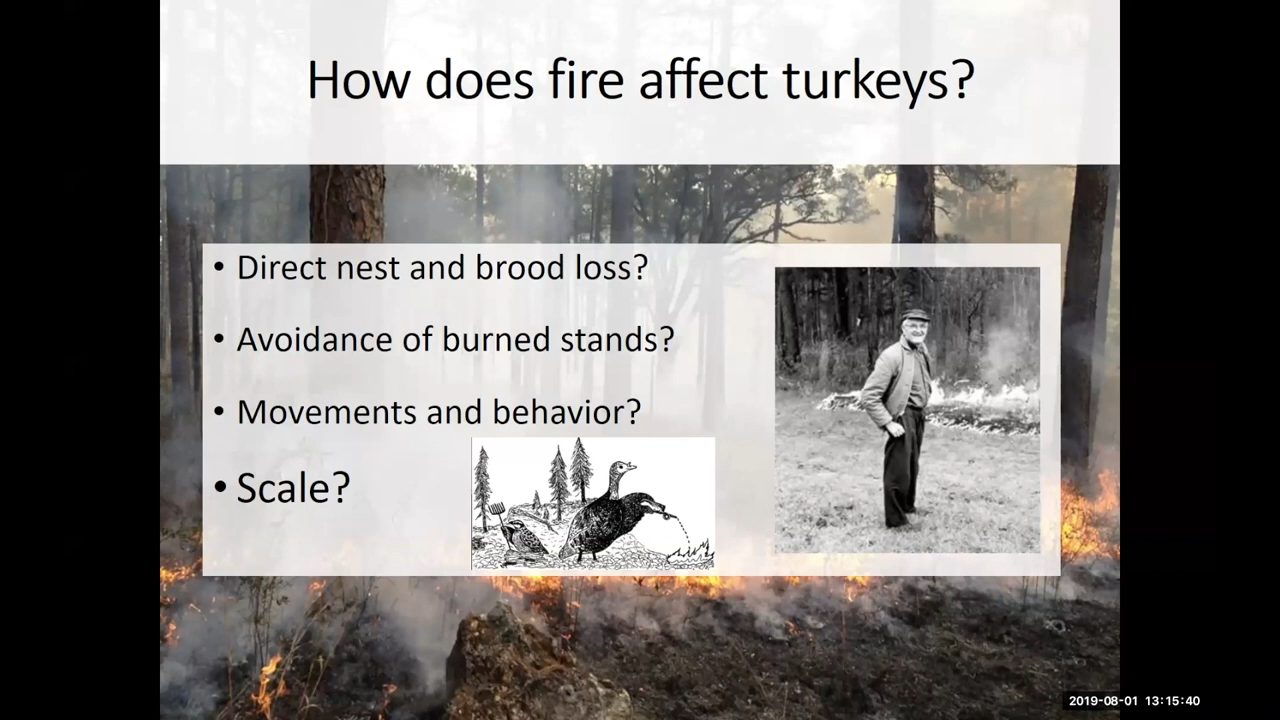 How does fire affect turkeys?
• Direct nest and brood loss?
• Avoidance of burned stands?
• Movements and behavior?
• Scale?
2019-08-01 13:15:40